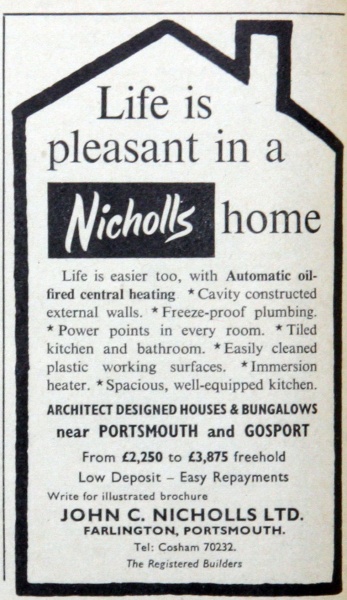 Life is
pleasant in a
Nicholls home
Life is easier too, with Automatic oil-
fired central heating ★Cavity constructed
external walls. ★Freeze-proof plumbing.
★Power points in every room. ★Tiled
kitchen and bathroom. ★Easily cleaned
plastic working surfaces. ★Immersion
heater. ★Spacious, well-equipped kitchen.
ARCHITECT DESIGNED HOUSES & BUNGALOWS
near PORTSMOUTH and GOSPORT
From £2,250 to £3,875 freehold
Low Deposit – Easy Repayments
Write for illustrated brochure
JOHN C. NICHOLLS LTD.
FARLINGTON, PORTSMOUTH.
Tel: Cosham 70232.
The Registered Builders